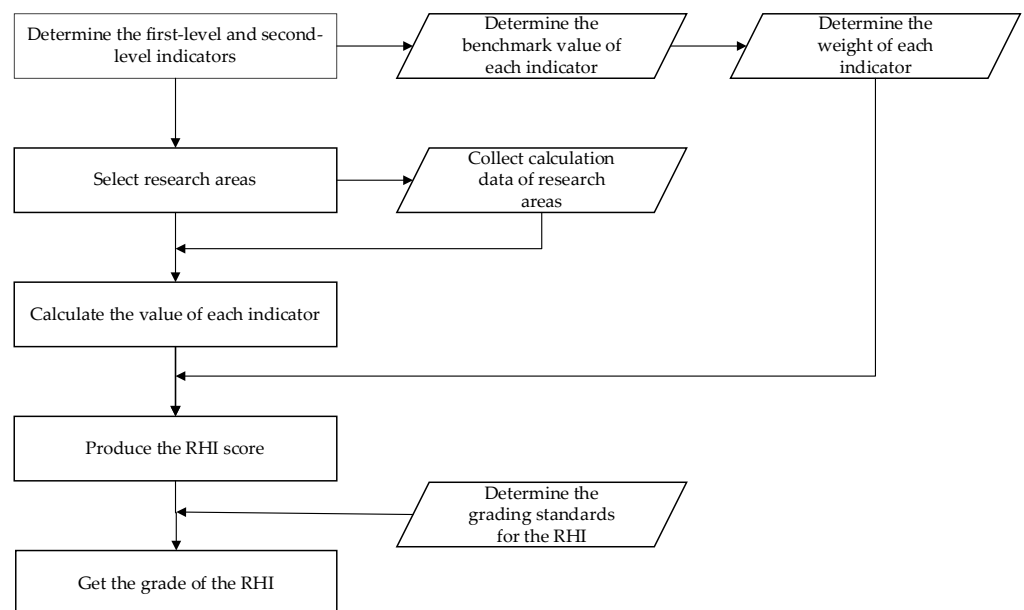 Determine the first-level and second-
level indicators
Determine the
benchmark value of
each indicator
Determine the
weight of each
indicator
Select research areas
Collect calculation
data of research
areas
Calculate the value of each indicator
Produce the RHI score
Determine the
grading standards
for the RHI
Get the grade of the RHI